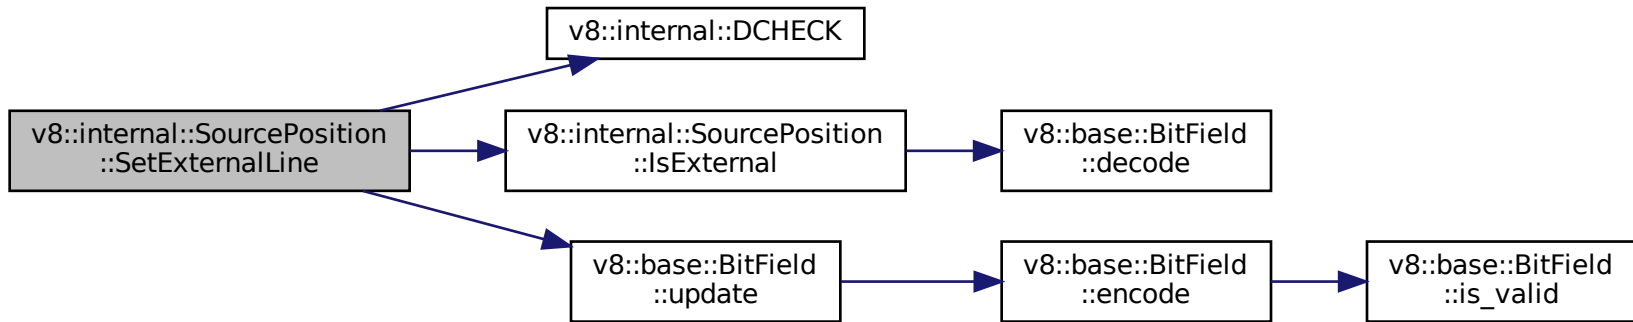 v8::internal::DCHECK
v8::internal::SourcePosition
::SetExternalLine
v8::internal::SourcePosition
::IsExternal
v8::base::BitField
::decode
v8::base::BitField
::update
v8::base::BitField
::encode
v8::base::BitField
::is_valid